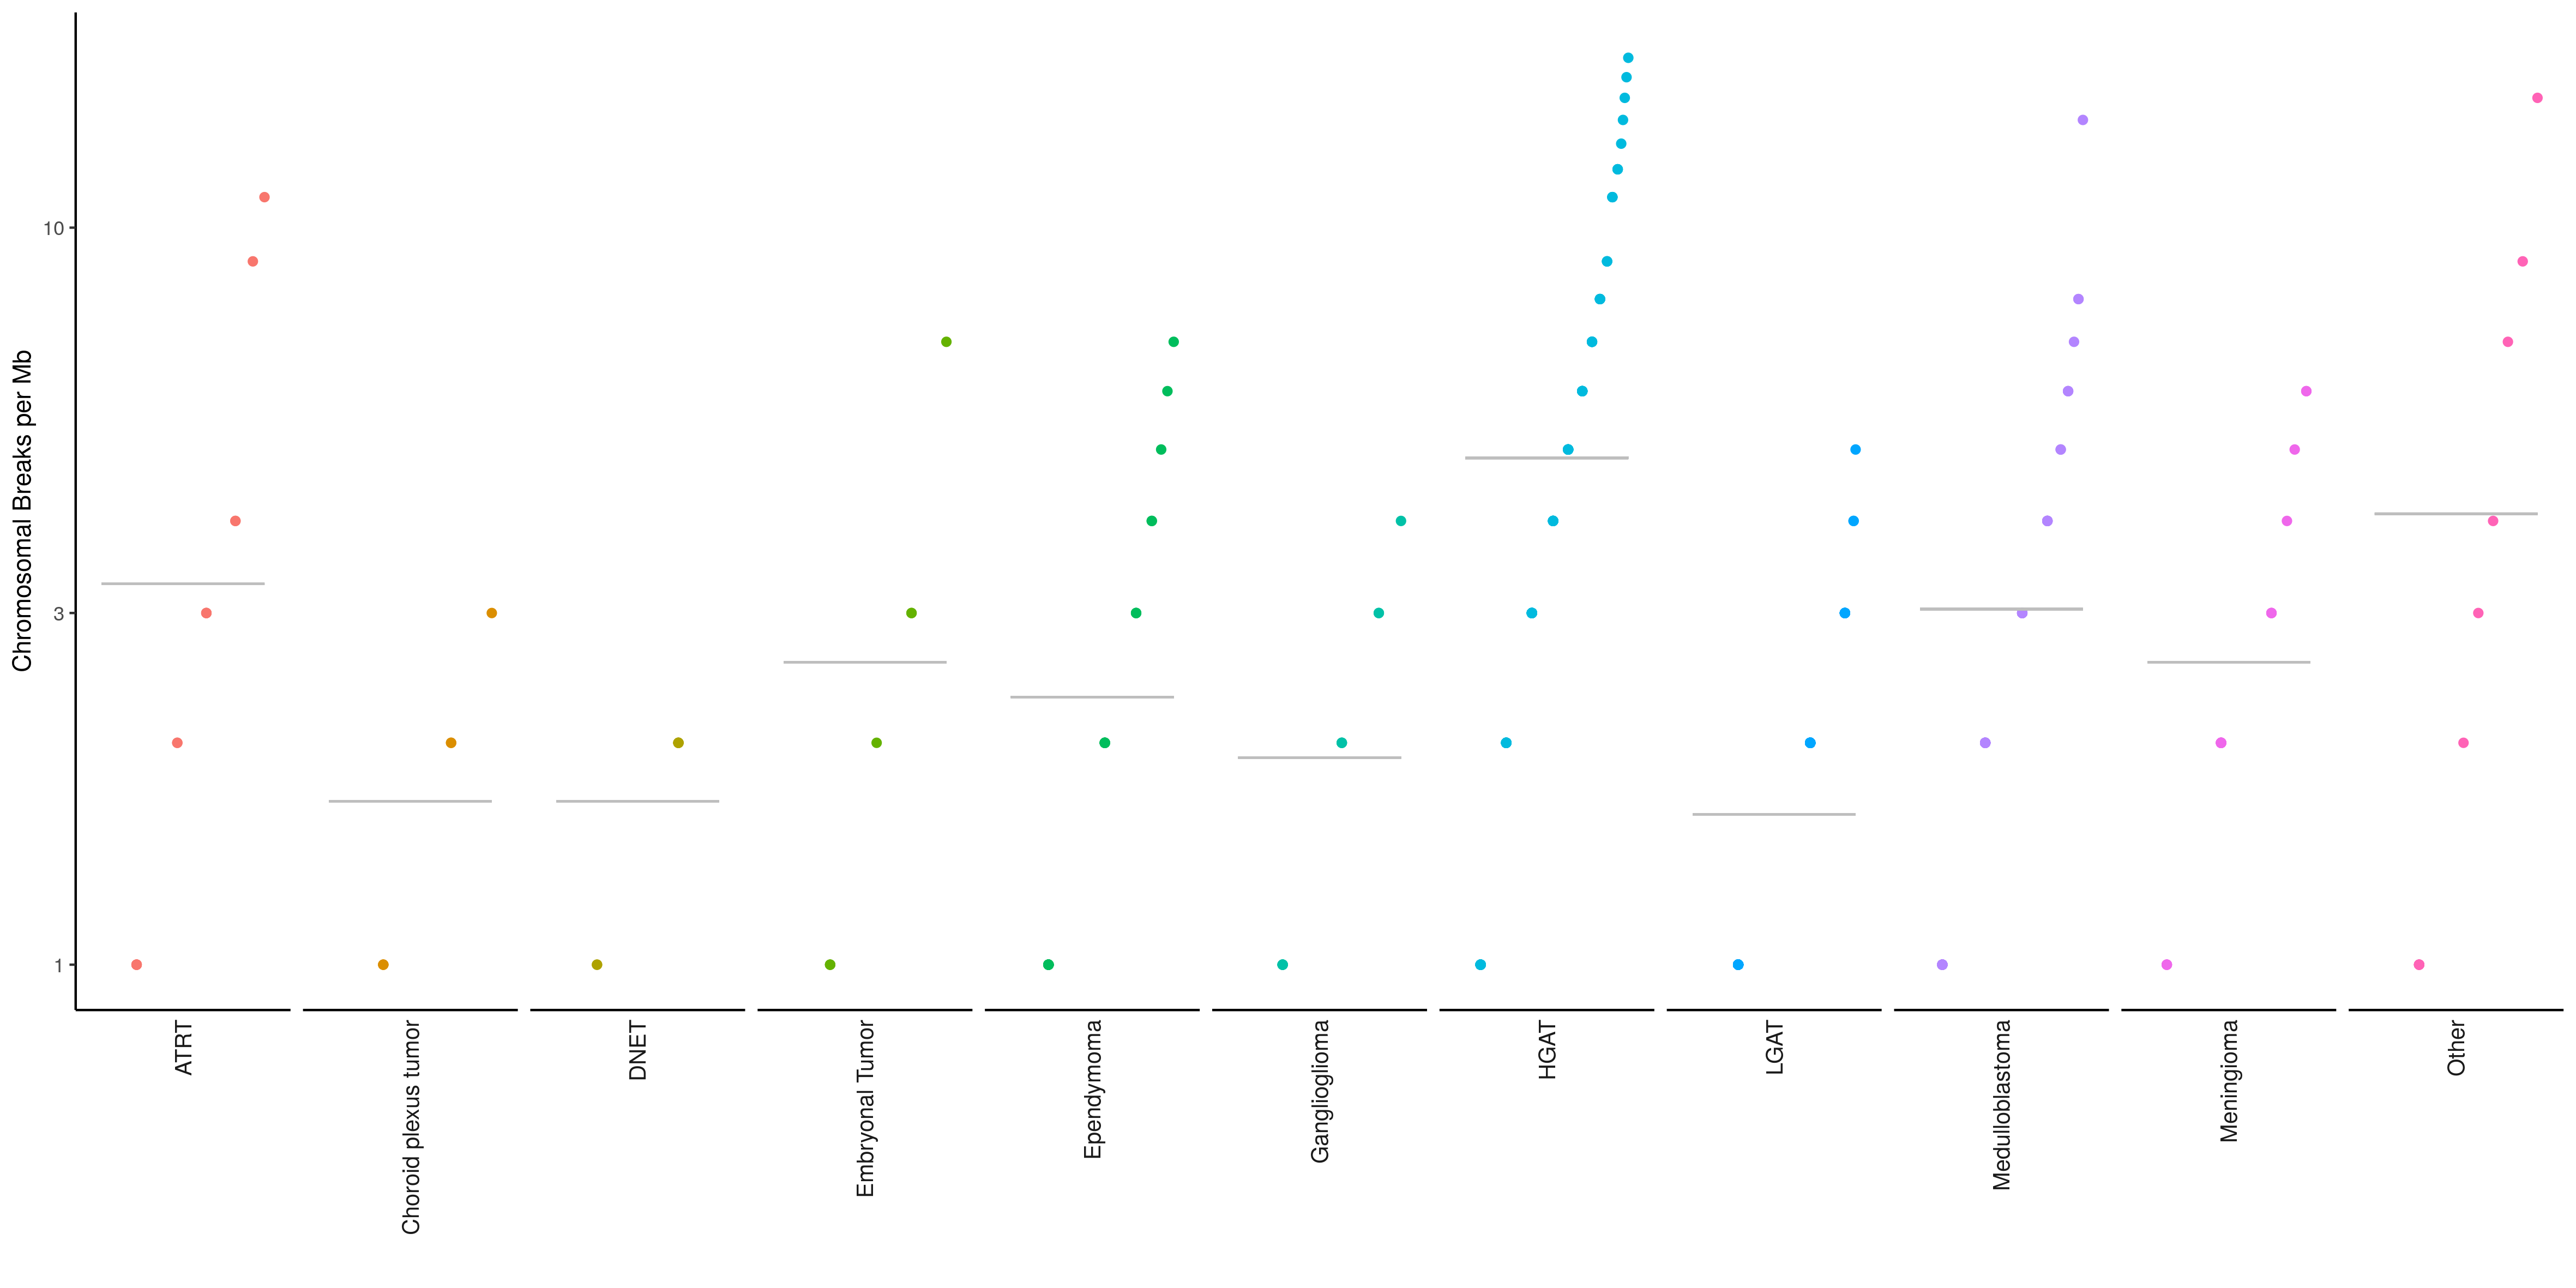 Chromosomal Breaks per Mb
10
3
1
ATRT
Choroid plexus tumor
DNET
Embryonal Tumor
Ependymoma
Ganglioglioma
HGAT
LGAT
Medulloblastoma
Meningioma
Other